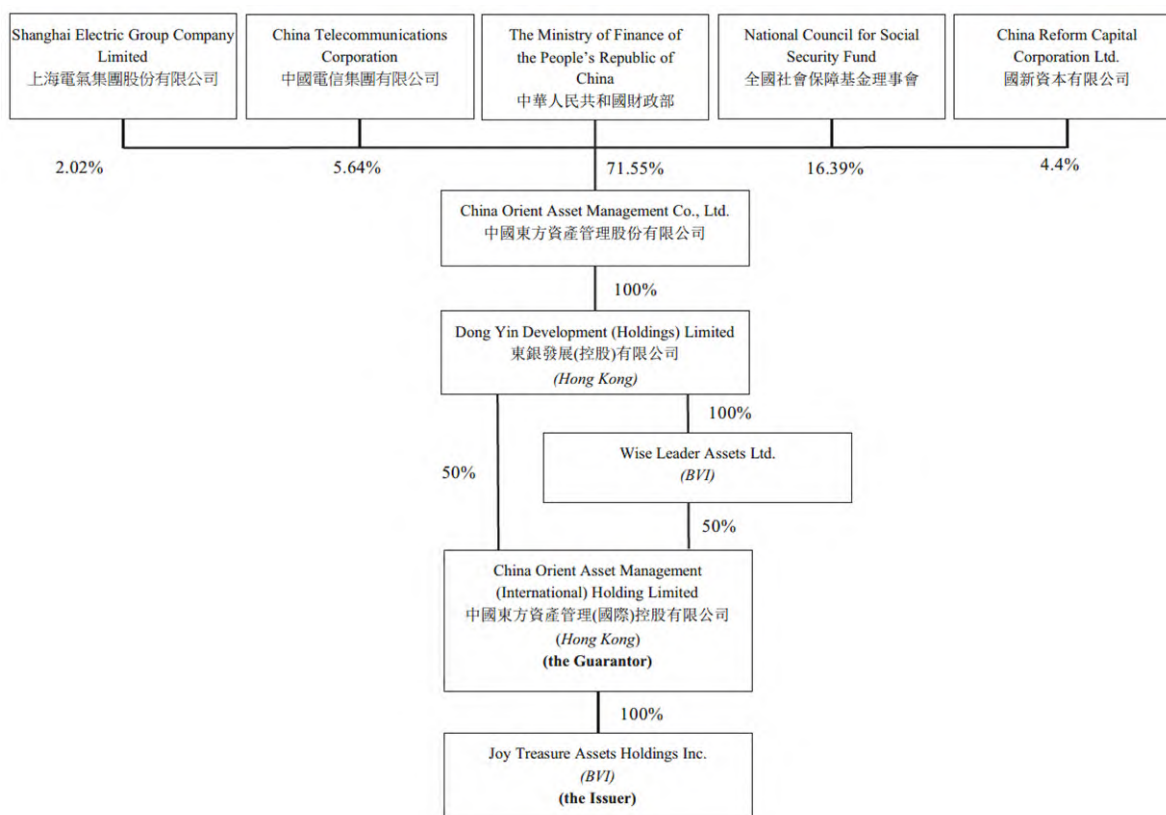 Shanghai Electric Group Company
Limited
上海電氣集團股份有限公司
China Telecommunications
Corporation
中國電信集團有限公司
The Ministry of Finance of
the People's Republic of
China
中華人民共和國財政部
National Council for Social
Security Fund
全國社會保障基金理事會
China Reform Capital
Corporation Ltd.
國新資本有限公司
2.02%
5.64%
71.55%
16.39%
4.4%
China Orient Asset Management Co., Ltd.
中國東方資產管理股份有限公司
100%
Dong Yin Development (Holdings) Limited
東銀發展(控股)有限公司
(Hong Kong)
100%
Wise Leader Assets Ltd.
(BVI)
50%
50%
China Orient Asset Management
(International) Holding Limited
中國東方資產管理(國際)控股有限公司
(Hong Kong)
(the Guarantor)
100%
Joy Treasure Assets Holdings Inc.
(BVI)
(the Issuer)